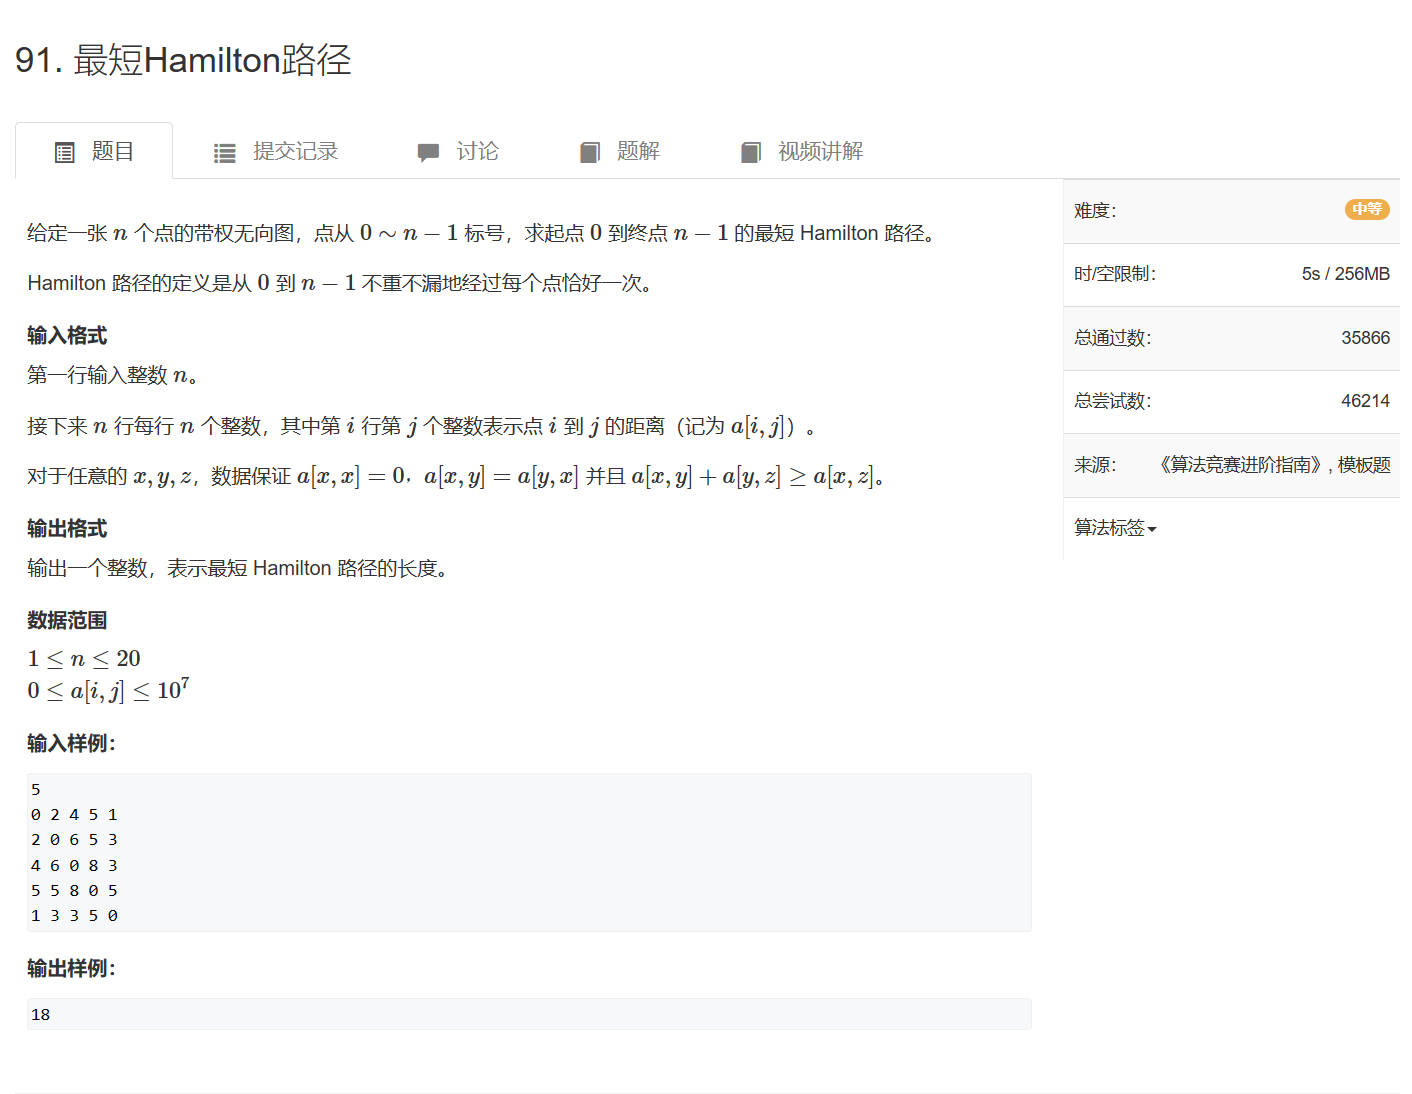 91. 最短Hamilton路径
题目
提交记录
讨论
题解
视频讲解
给定一张 n 个点的带权无向图，点从 0 ∼ n − 1 标号，求起点 0 到终点 n − 1 的最短 Hamilton 路径。
Hamilton 路径的定义是从 0 到 n − 1 不重不漏地经过每个点恰好一次。
输入格式
第一行输入整数 n。
接下来 n 行每行 n 个整数，其中第 i 行第 j 个整数表示点 i 到 j 的距离（记为 a[i, j]）。
对于任意的 x, y, z，数据保证 a[x, x] = 0，a[x, y] = a[y, x] 并且 a[x, y] + a[y, z] ≥ a[x, z]。
输出格式
输出一个整数，表示最短 Hamilton 路径的长度。
数据范围
1 ≤ n ≤ 20
0 ≤ a[i, j] ≤ 10⁷
输入样例：
5
0 2 4 5 1
2 0 6 5 3
4 6 0 8 3
5 5 8 0 5
1 3 3 5 0
输出样例：
18
难度： 中等
时/空限制： 5s / 256MB
总通过数： 35866
总尝试数： 46214
来源： 《算法竞赛进阶指南》, 模板题
算法标签